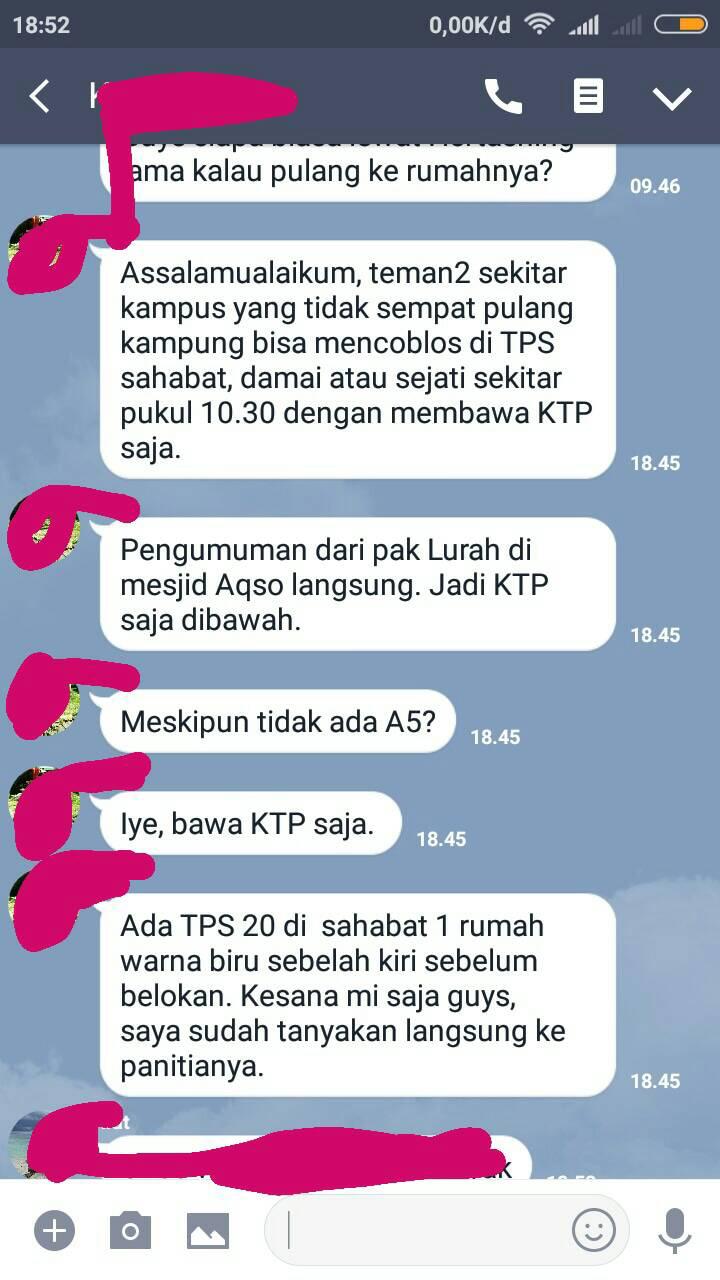 18:52
0,00K/d
ama kalau pulang ke rumahnya?
09.46
Assalamualaikum, teman2 sekitar
kampus yang tidak sempat pulang
kampung bisa mencoblos di TPS
sahabat, damai atau sejati sekitar
pukul 10.30 dengan membawa KTP
saja.
18.45
Pengumuman dari pak Lurah di
mesjid Aqso langsung. Jadi KTP
saja dibawah.
18.45
Meskipun tidak ada A5?
18.45
Iye, bawa KTP saja.
18.45
Ada TPS 20 di sahabat 1 rumah
warna biru sebelah kiri sebelum
belokan. Kesana mi saja guys,
saya sudah tanyakan langsung ke
panitianya.
18.45